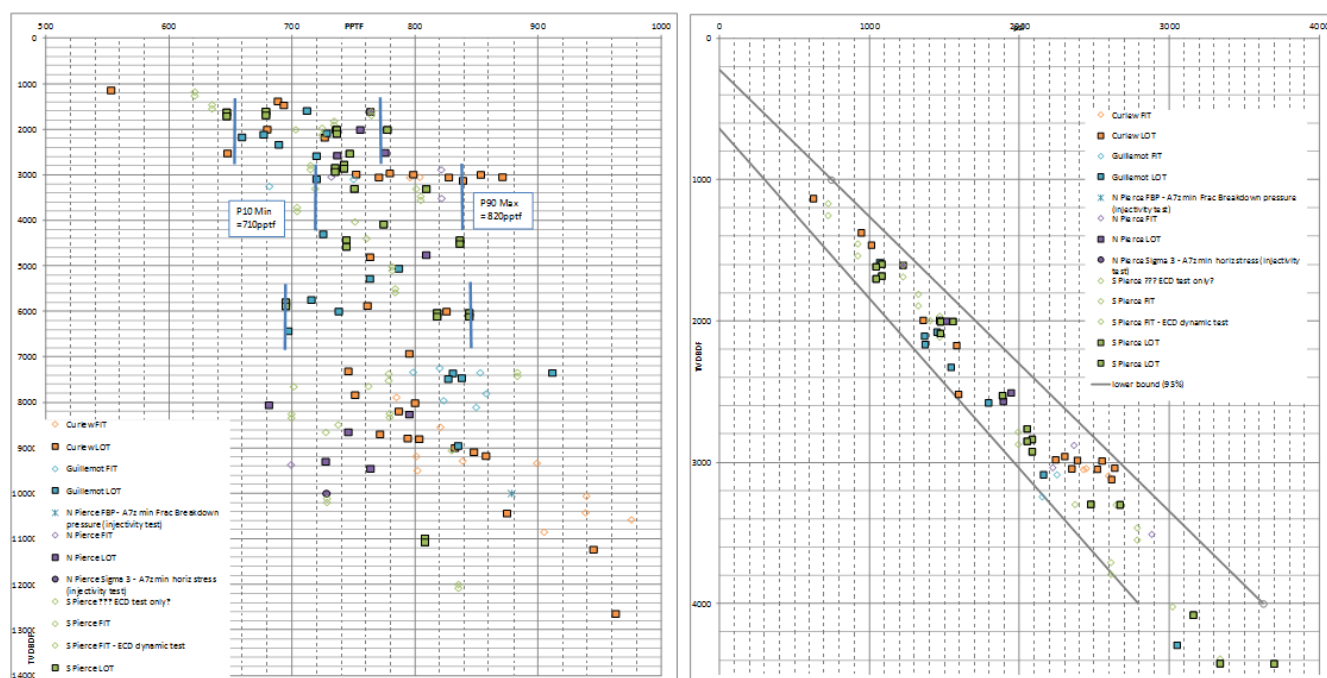 500 600 700 PPTF 800 900 1000
0
1000
2000
3000
4000
5000
6000
7000
8000
9000
10000
11000
12000
13000
14000
TVDBDF
P10 Min
=710pptf
P90 Max
=820pptf
Curlew FIT
Curlew LOT
Guillemot FIT
Guillemot LOT
N Pierce FBP - A7z min Frac Breakdown
pressure (injectivity test)
N Pierce FIT
N Pierce LOT
N Pierce Sigma 3 - A7z min horiz stress
(injectivity test)
S Pierce ??? ECD test only?
S Pierce FIT
S Pierce FIT - ECD dynamic test
S Pierce LOT
0 1000 3000 4000
0
1000
2000
3000
4000
TVDBDF
Curlew FIT
Curlew LOT
Guillemot FIT
Guillemot LOT
N Pierce FBP - A7z min Frac Breakdown pressure
(injectivity test)
N Pierce FIT
N Pierce LOT
N Pierce Sigma 3 - A7z min horiz stress (injectivity
test)
S Pierce ??? ECD test only?
S Pierce FIT
S Pierce FIT - ECD dynamic test
S Pierce LOT
S Pierce LOT
lower bound (95%)